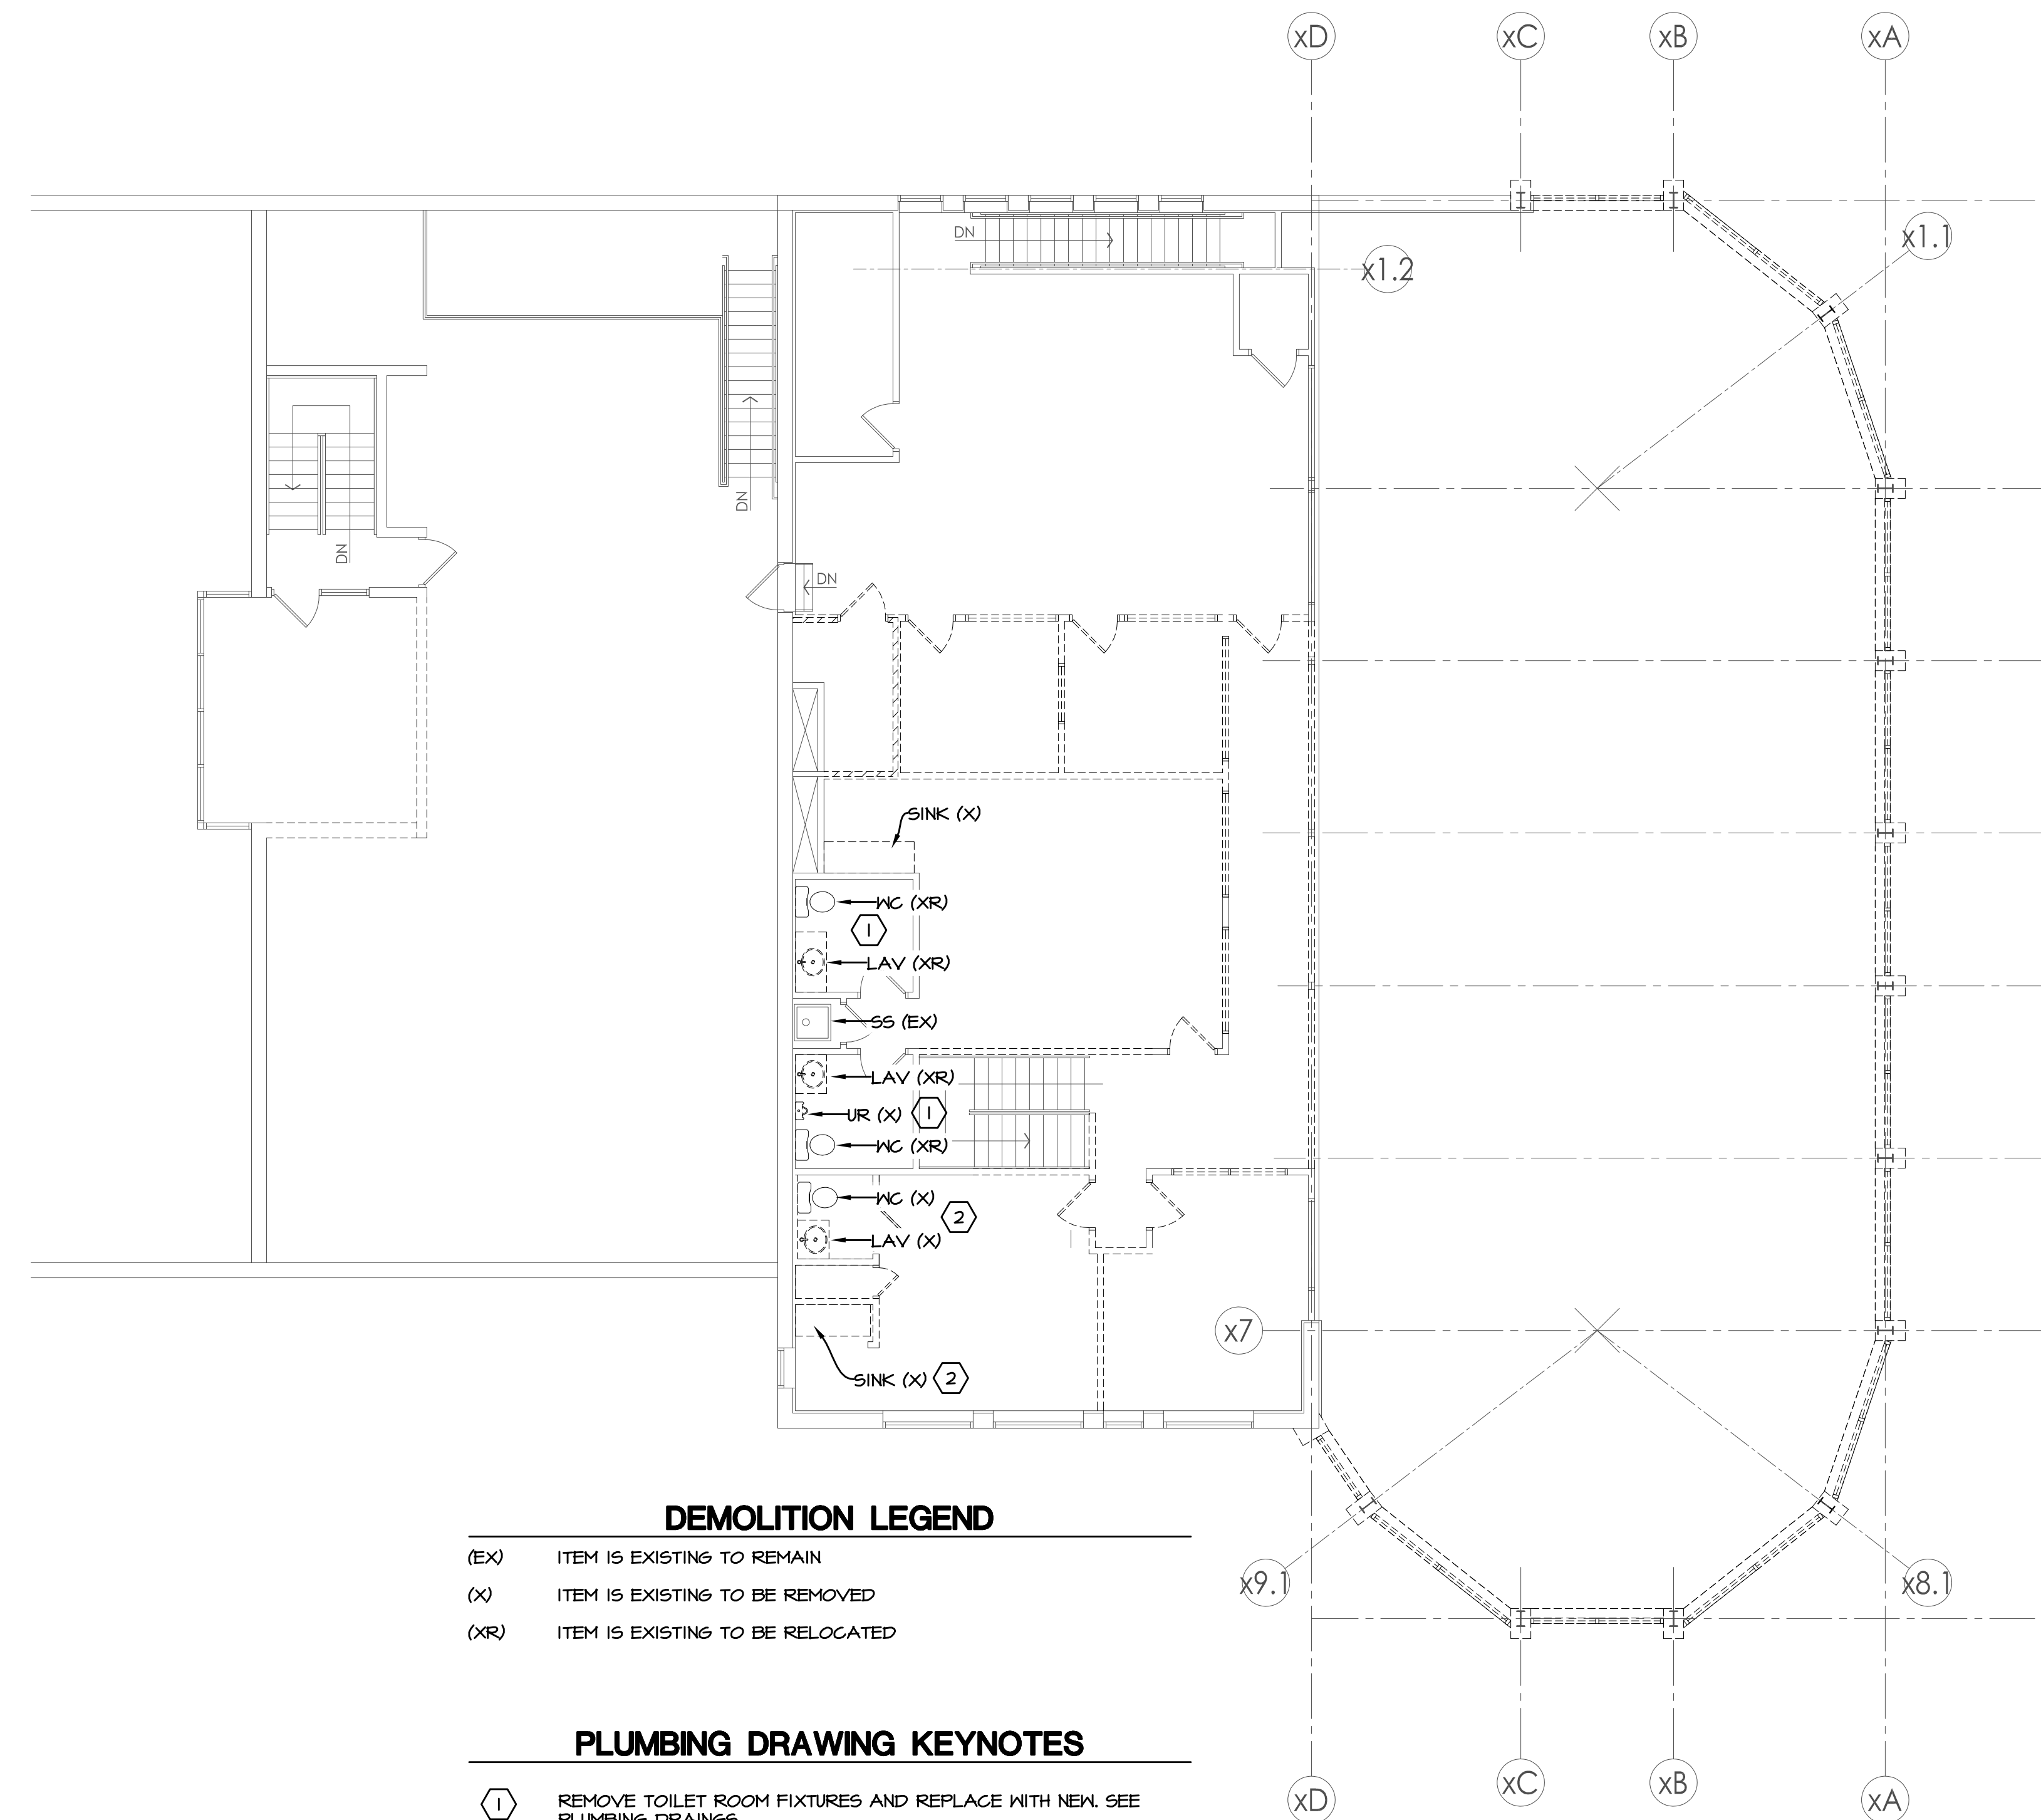 xD
xC
xB
xA
x1.1
x1.2
DN
DN
DN
DN
SINK (X)
WC (XR)
1
LAV (XR)
SS (EX)
LAV (XR)
UR (X)
1
WC (XR)
WC (X)
2
LAV (X)
x7
SINK (X)
2
DEMOLITION LEGEND
(EX) ITEM IS EXISTING TO REMAIN
(X) ITEM IS EXISTING TO BE REMOVED
(XR) ITEM IS EXISTING TO BE RELOCATED
x9.1
x8.1
PLUMBING DRAWING KEYNOTES
1 REMOVE TOILET ROOM FIXTURES AND REPLACE WITH NEW. SEE
PLUMBING DRAINGS
xD
xC
xB
xA